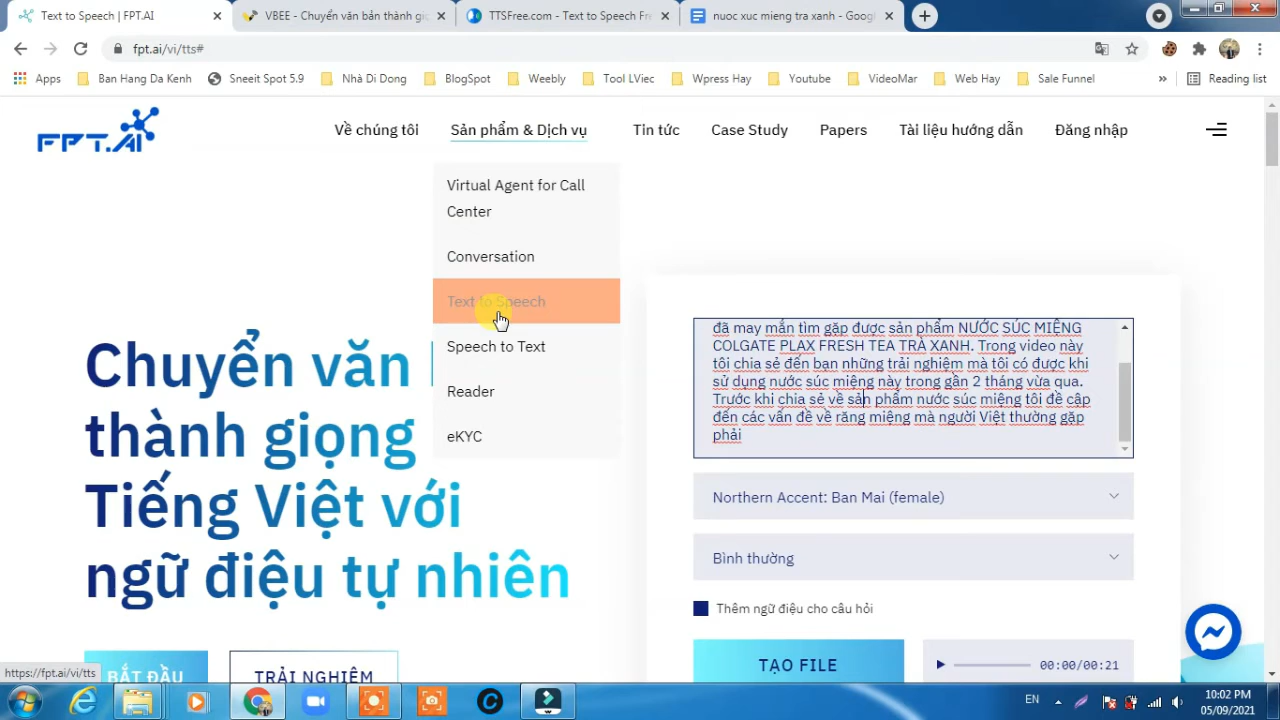 Text to Speech | FPT.AI
VBEE - Chuyển văn bản thành gi
TTSFree.com - Text to Speech Fre
nuoc xuc mieng tra xanh - Googl
fpt.ai/vi/tts#
Apps
Ban Hang Da Kenh
Sneeit Spot 5.9
Nhà Di Dong
BlogSpot
Weebly
Tool LViec
Wpress Hay
Youtube
VideoMar
Web Hay
Sale Funnel
»
Reading list
FPT.AI
Về chúng tôi
Sản phẩm & Dịch vụ
Tin tức
Case Study
Papers
Tài liệu hướng dẫn
Đăng nhập
Virtual Agent for Call
Center
Conversation
Text to Speech
Speech to Text
Reader
eKYC
Chuyển văn
thành giọng
Tiếng Việt với
ngữ điệu tự nhiên
BẮT ĐẦU
TRẢI NGHIỆM
đã may mắn tìm gặp được sản phẩm NƯỚC SÚC MIỆNG
COLGATE PLAX FRESH TEA TRÀ XANH. Trong video này
tôi chia sẻ đến bạn những trải nghiệm mà tôi có được khi
sử dụng nước súc miệng này trong gần 2 tháng vừa qua.
Trước khi chia sẻ về sản phẩm nước súc miệng tôi đề cập
đến các vấn đề về răng miệng mà người Việt thường gặp
phải
Northern Accent: Ban Mai (female)
Bình thường
Thêm ngữ điệu cho câu hỏi
TẠO FILE
00:00/00:21
https://fpt.ai/vi/tts
EN
10:02 PM
05/09/2021